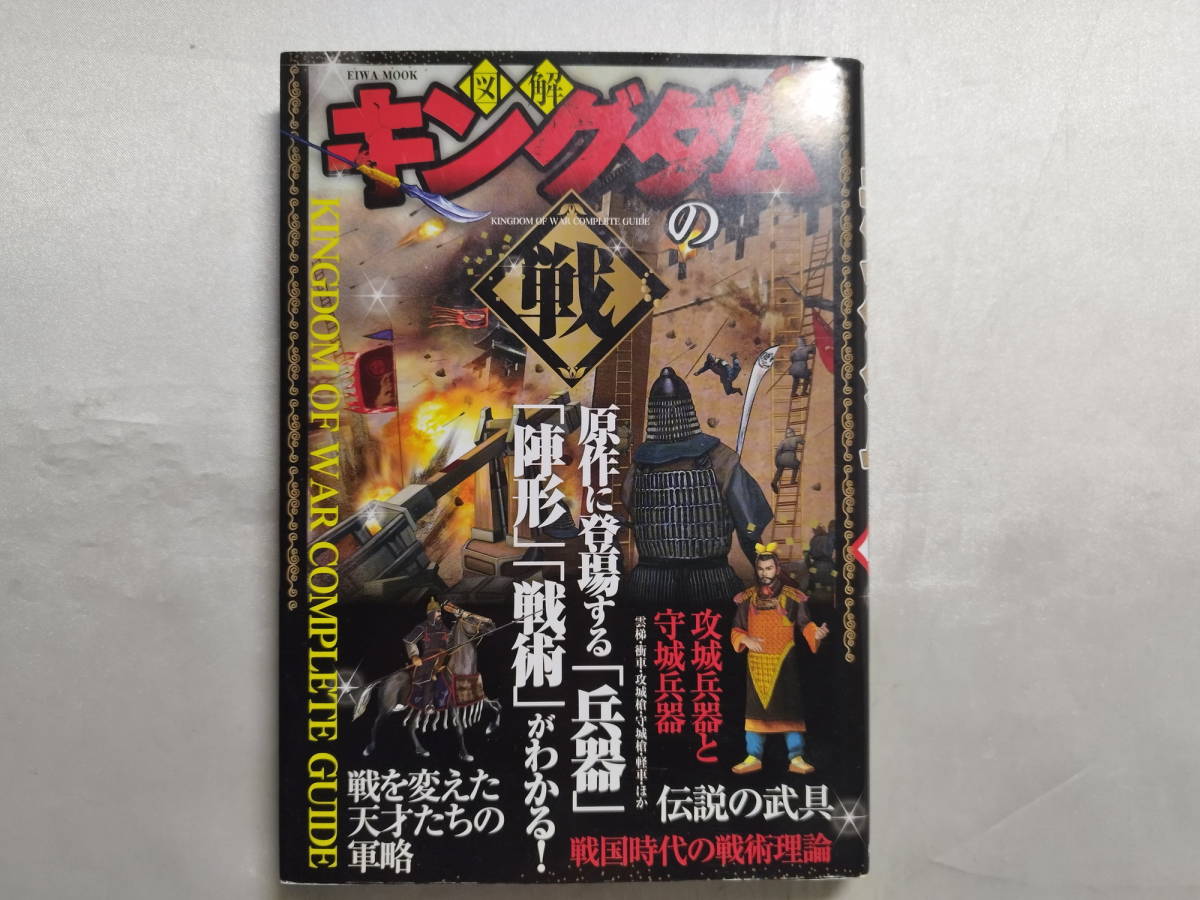 EIWA MOOK
図解
キングダム
の
KINGDOM OF WAR COMPLETE GUIDE
戦
KINGDOM OF WAR COMPLETE GUIDE
原作に登場する「兵器」
「陣形」「戦術」がわかる!
攻城兵器と
守城兵器
雲梯・衝車・攻城槍・守城槍・軽車・ほか
伝説の武具
戦を変えた
天才たちの
軍略
戦国時代の戦術理論